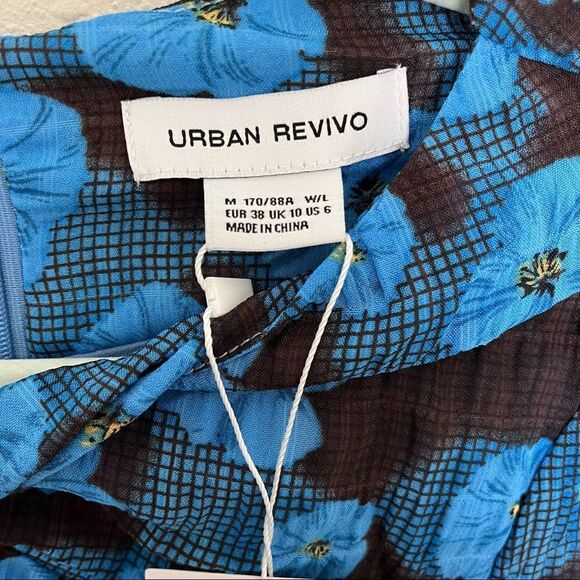 URBAN REVIVO
M 170/88A W/L
EUR 38 UK 10 US 6
MADE IN CHINA